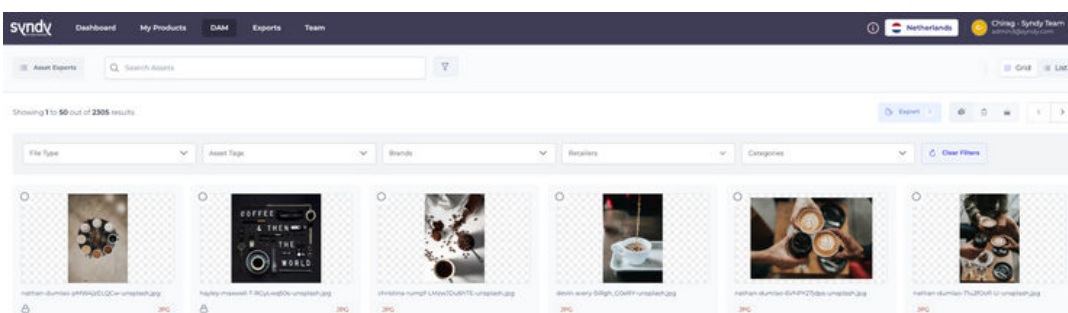 syndy
Dashboard My Products DAM Exports Team
Netherlands
Chirag - Syndy Team
Asset Exports
Search Assets
Grid
List
Showing 1 to 50 out of 2305 results
Export
File Type
Asset Tags
Brands
Retailers
Categories
Clear Filters
COFFEE
& THEN
THE
WORLD
JPG
JPG
JPG
JPG
JPG
JPG